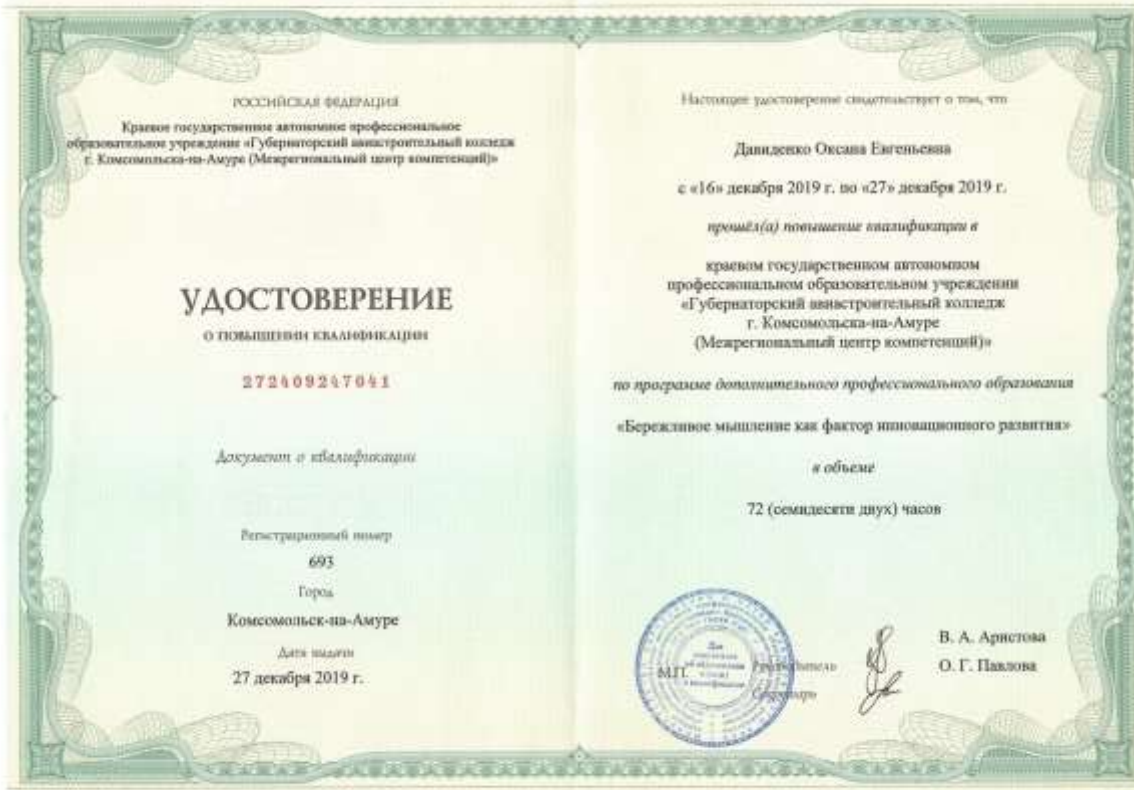 РОССИЙСКАЯ ФЕДЕРАЦИЯ
Краевое государственное автономное профессиональное
образовательное учреждение «Губернаторский авиастроительный колледж
г. Комсомольска-на-Амуре (Межрегиональный центр компетенций)»
УДОСТОВЕРЕНИЕ
О ПОВЫШЕНИИ КВАЛИФИКАЦИИ
272409247041
Документ о квалификации
Регистрационный номер
693
Город
Комсомольск-на-Амуре
Дата выдачи
27 декабря 2019 г.
Настоящее удостоверение свидетельствует о том, что
Давиденко Оксана Евгеньевна
с «16» декабря 2019 г. по «27» декабря 2019 г.
прошёл(а) повышение квалификации в
краевом государственном автономном
профессиональном образовательном учреждении
«Губернаторский авиастроительный колледж
г. Комсомольска-на-Амуре
(Межрегиональный центр компетенций)»
по программе дополнительного профессионального образования
«Бережливое мышление как фактор инновационного развития»
в объеме
72 (семидесяти двух) часов
В. А. Аристова
М.П. Руководитель
О. Г. Павлова
Секретарь